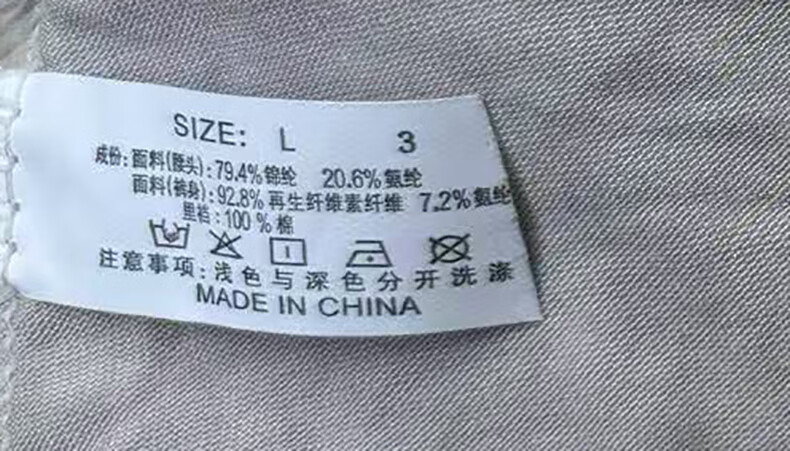 SIZE: L 3
成份:面料(腰头):79.4%锦纶 20.6%氨纶
面料(裤身):92.8%再生纤维素纤维 7.2%氨纶
里裆:100%棉
注意事项:浅色与深色分开洗涤
MADE IN CHINA